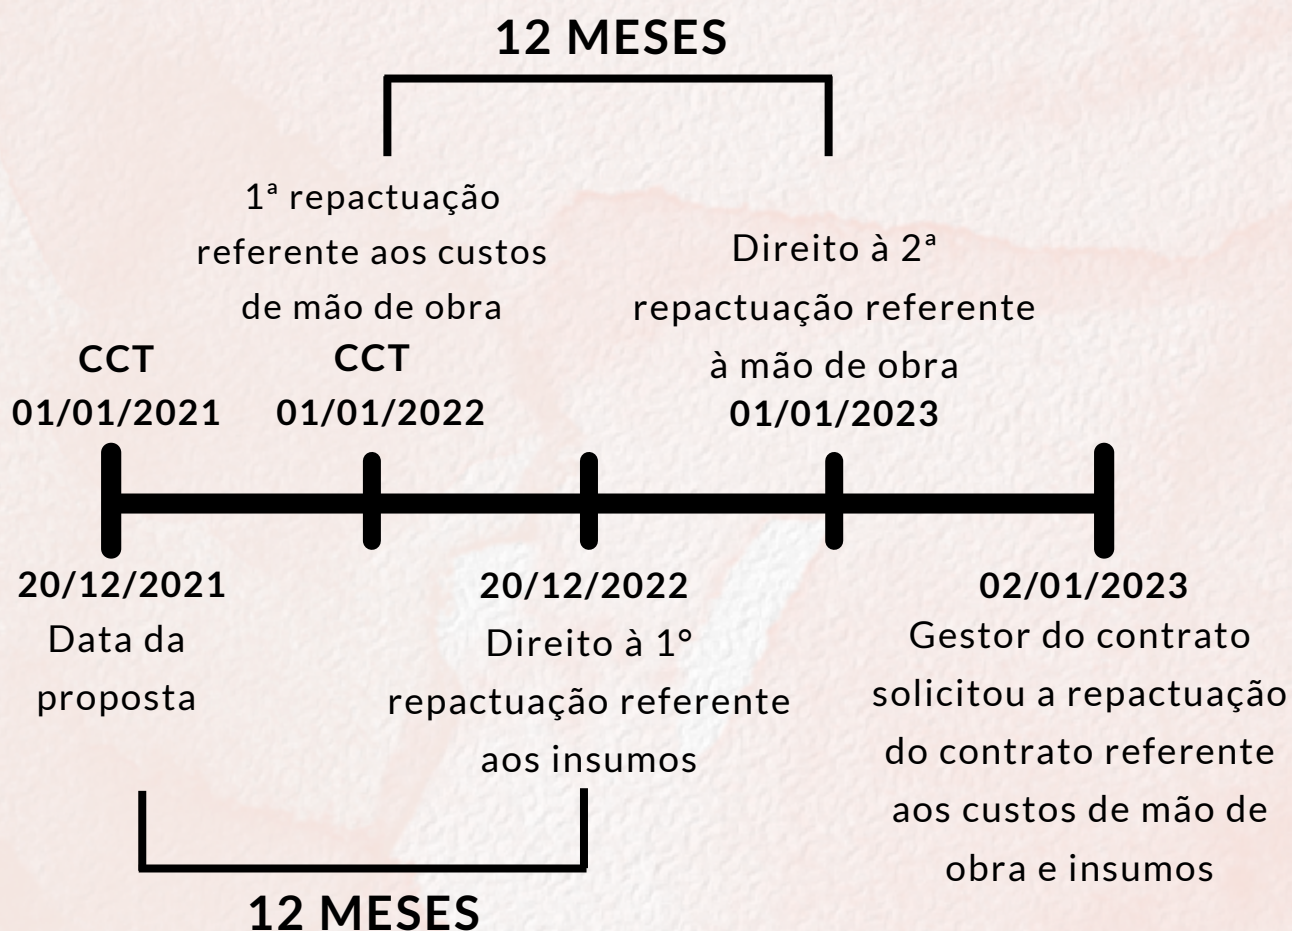 12 MESES
1ª repactuação
referente aos custos
de mão de obra
Direito à 2ª
repactuação referente
à mão de obra
CCT
01/01/2021
CCT
01/01/2022
01/01/2023
20/12/2021
Data da
proposta
20/12/2022
Direito à 1°
repactuação referente
aos insumos
02/01/2023
Gestor do contrato
solicitou a repactuação
do contrato referente
aos custos de mão de
obra e insumos
12 MESES